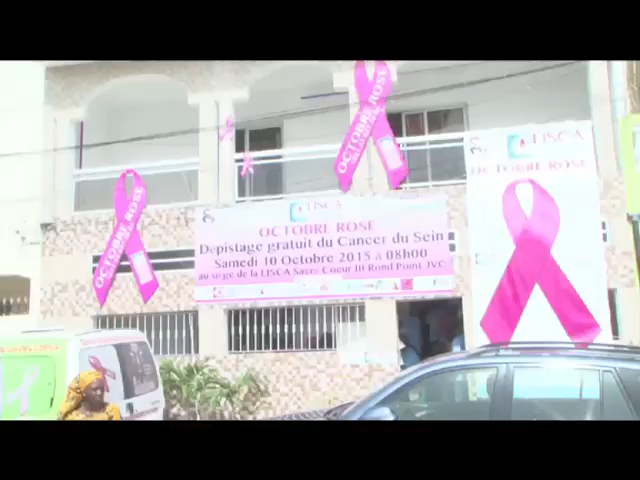 OCTOBRE ROSE
OCTOBRE ROSE
LISCA
OCTOBRE ROSE
LISCA
OCTOBRE ROSE
Dépistage gratuit du Cancer du Sein
Samedi 10 Octobre 2015 à 08h00
au siège de la LISCA Sacré-Coeur III Rond Point JVC